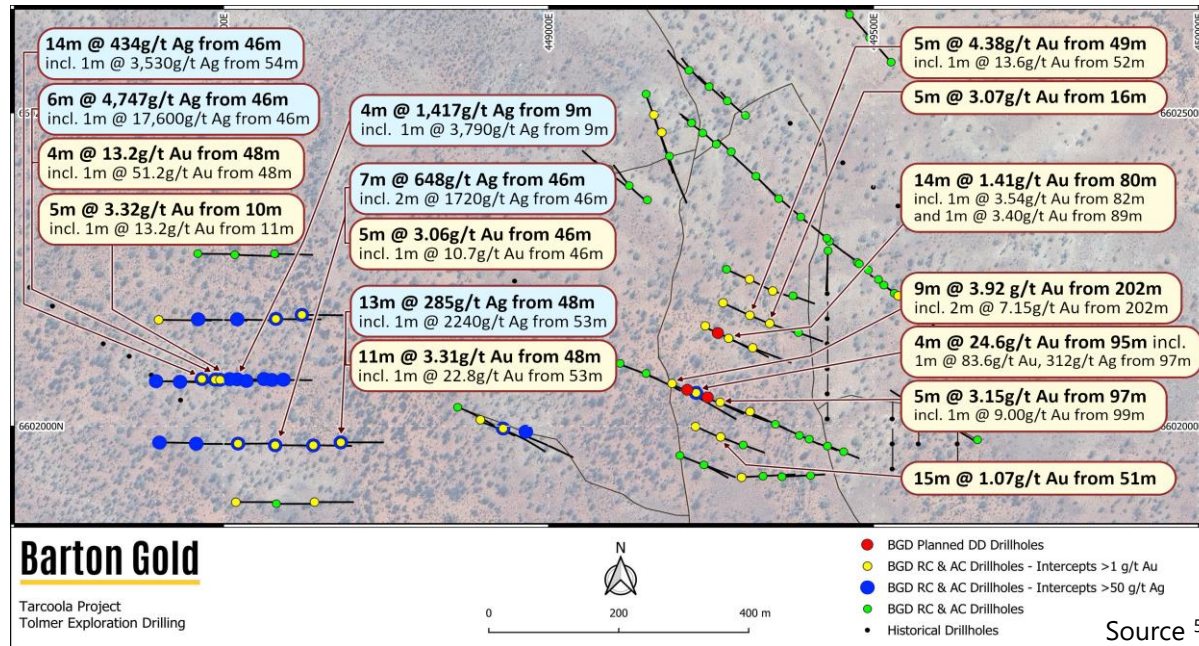 449000E
449500E
6602500N
6602000N
14m @ 434g/t Ag from 46m
incl. 1m @ 3,530g/t Ag from 54m
6m @ 4,747g/t Ag from 46m
incl. 1m @ 17,600g/t Ag from 46m
4m @ 13.2g/t Au from 48m
incl. 1m @ 51.2g/t Au from 48m
5m @ 3.32g/t Au from 10m
incl. 1m @ 13.2g/t Au from 11m
4m @ 1,417g/t Ag from 9m
incl. 1m @ 3,790g/t Ag from 9m
7m @ 648g/t Ag from 46m
incl. 2m @ 1720g/t Ag from 46m
5m @ 3.06g/t Au from 46m
incl. 1m @ 10.7g/t Au from 46m
13m @ 285g/t Ag from 48m
incl. 1m @ 2240g/t Ag from 53m
11m @ 3.31g/t Au from 48m
incl. 1m @ 22.8g/t Au from 53m
5m @ 4.38g/t Au from 49m
incl. 1m @ 13.6g/t Au from 52m
5m @ 3.07g/t Au from 16m
14m @ 1.41g/t Au from 80m
incl. 1m @ 3.54g/t Au from 82m
and 1m @ 3.40g/t Au from 89m
9m @ 3.92 g/t Au from 202m
incl. 2m @ 7.15g/t Au from 202m
4m @ 24.6g/t Au from 95m incl.
1m @ 83.6g/t Au, 312g/t Ag from 97m
5m @ 3.15g/t Au from 97m
incl. 1m @ 9.00g/t Au from 99m
15m @ 1.07g/t Au from 51m
6602000N
Barton Gold
Tarcoola Project
Tolmer Exploration Drilling
N
0 200 400 m
BGD Planned DD Drillholes
BGD RC & AC Drillholes - Intercepts >1 g/t Au
BGD RC & AC Drillholes - Intercepts >50 g/t Ag
BGD RC & AC Drillholes
Historical Drillholes
Source 5